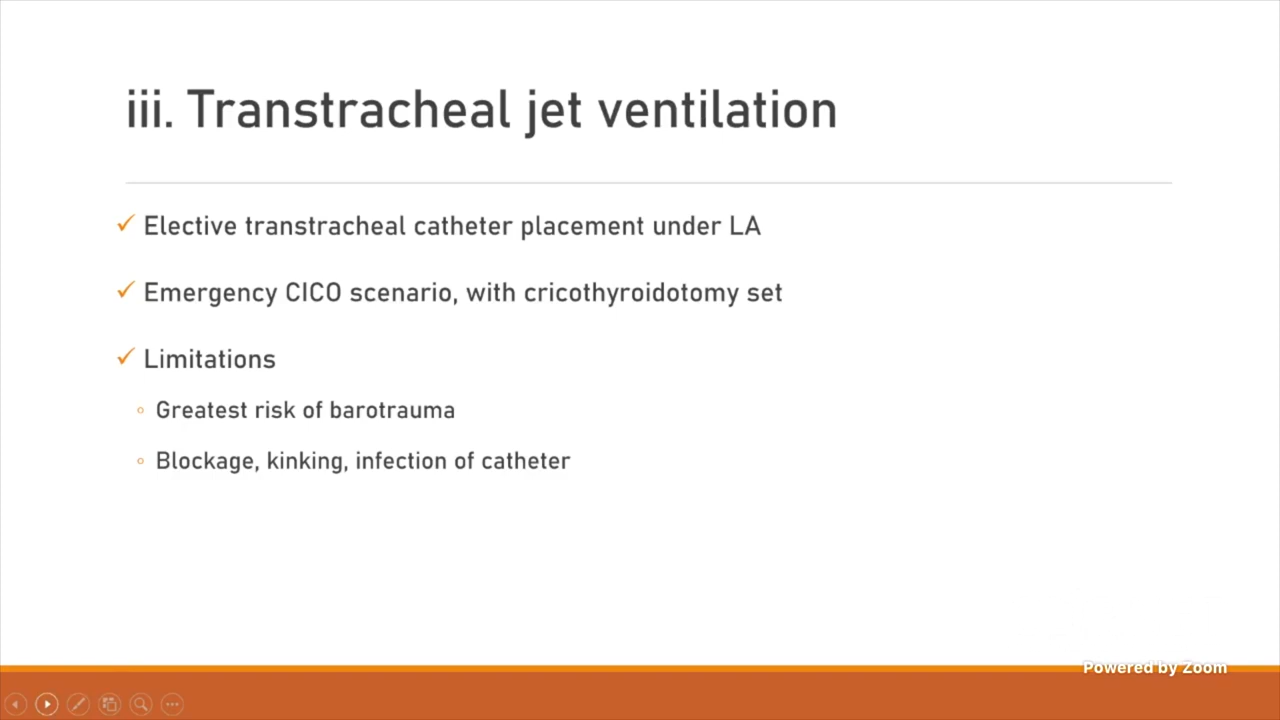 iii. Transtracheal jet ventilation
✓ Elective transtracheal catheter placement under LA
✓ Emergency CICO scenario, with cricothyroidotomy set
✓ Limitations
◦ Greatest risk of barotrauma
◦ Blockage, kinking, infection of catheter
Powered by Zoom